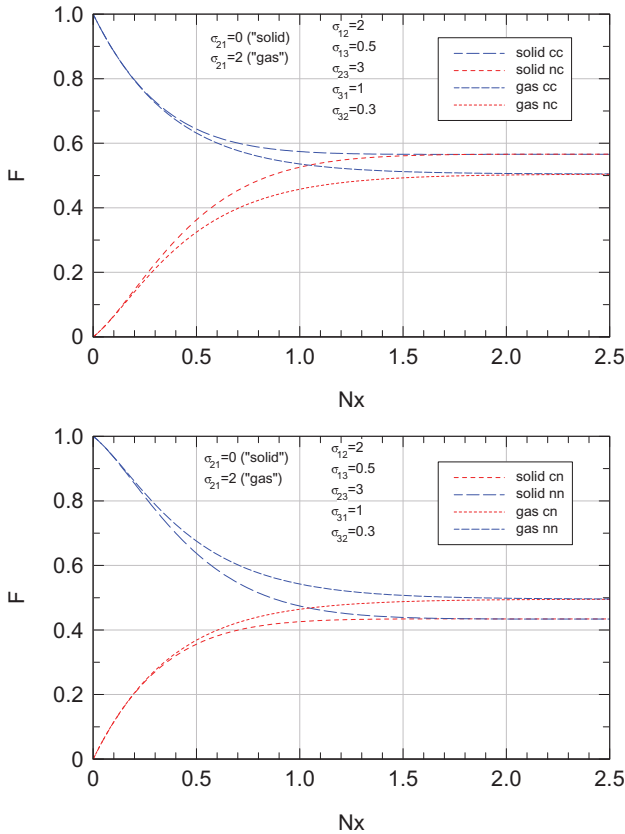 1.0
0.8
0.6
0.4
0.2
0
F
σ21=0 ("solid)
σ21=2 ("gas")
σ12=2
σ13=0.5
σ23=3
σ31=1
σ32=0.3
solid cc
solid nc
gas cc
gas nc
0 0.5 1.0 1.5 2.0 2.5
Nx
1.0
0.8
0.6
0.4
0.2
0
F
σ21=0 ("solid")
σ21=2 ("gas")
σ12=2
σ13=0.5
σ23=3
σ31=1
σ32=0.3
solid cn
solid nn
gas cn
gas nn
0 0.5 1.0 1.5 2.0 2.5
Nx